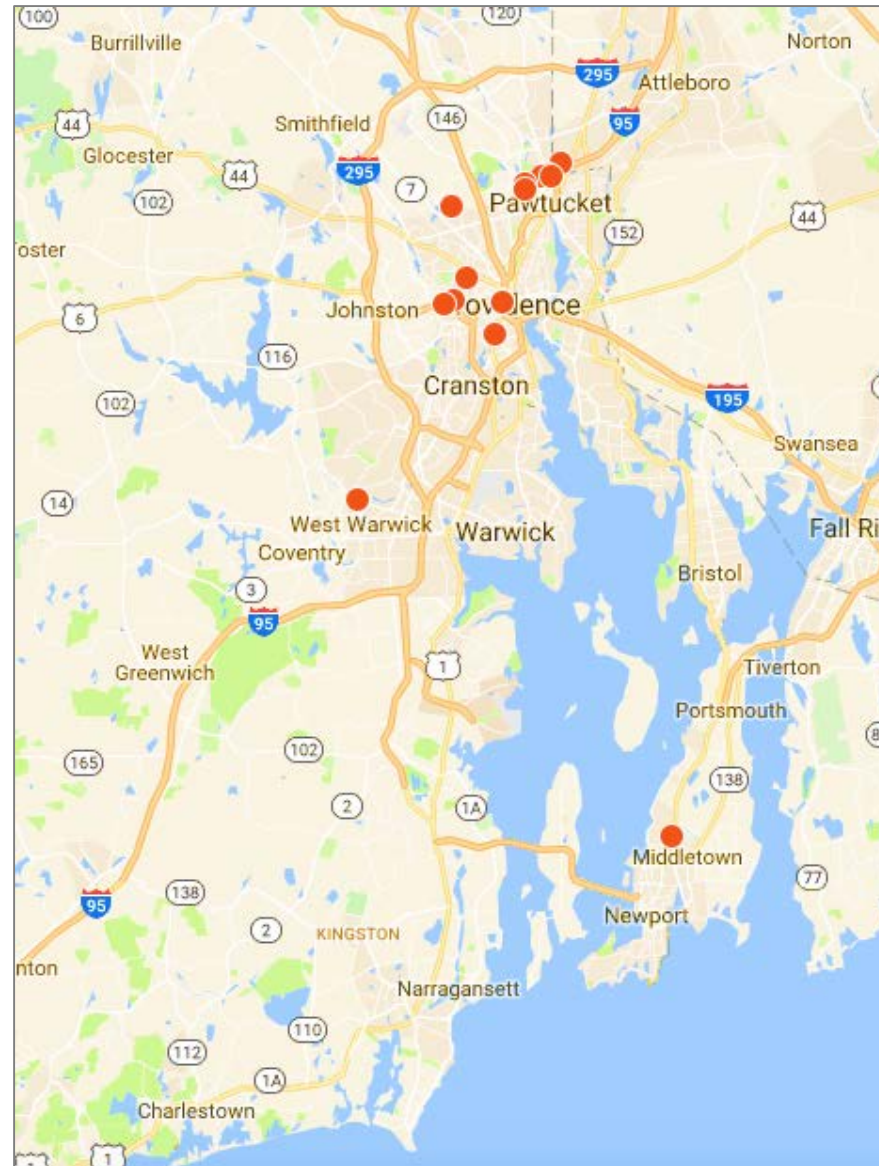 100
120
Burrillville
Norton
295
Attleboro
146
95
44
Smithfield
Glocester
295
44
7
102
Pawtucket
44
152
oster
Johnston
ovidence
6
116
Cranston
195
102
Swansea
14
West Warwick
Warwick
Fall Ri
Coventry
Bristol
3
95
West
Greenwich
1
Tiverton
Portsmouth
165
102
138
2
1A
Middletown
77
138
95
Newport
2
KINGSTON
nton
Narragansett
110
112
1A
Charlestown
1